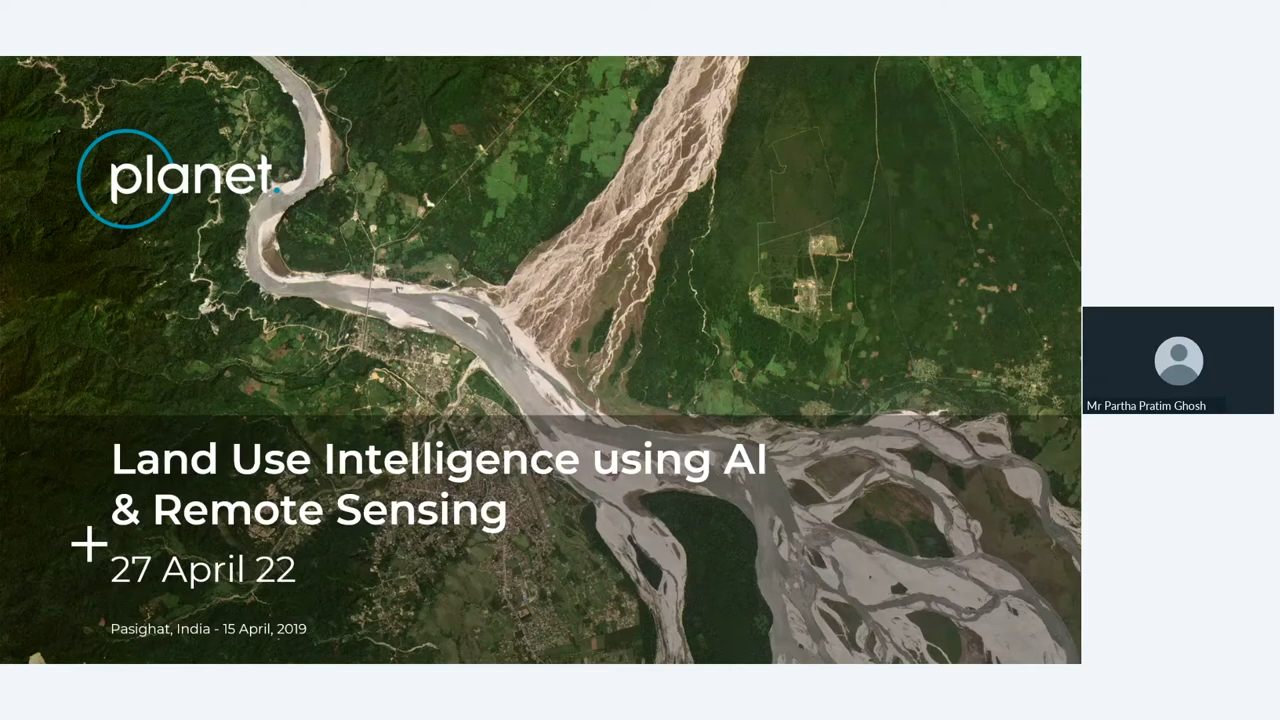 planet.
Land Use Intelligence using AI
& Remote Sensing
27 April 22
Pasighat, India - 15 April, 2019
Mr Partha Pratim Ghosh